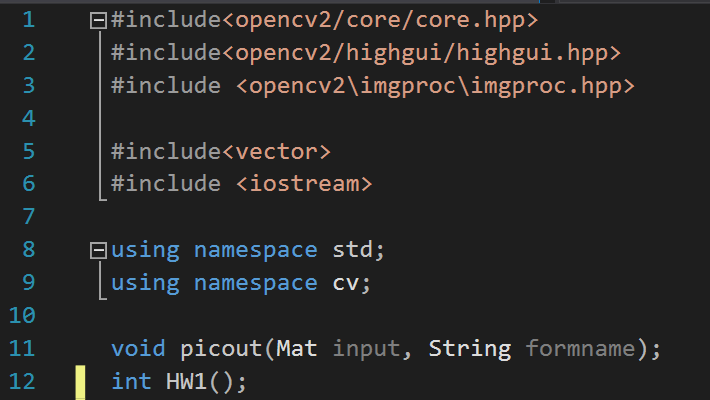 1 #include<opencv2/core/core.hpp>
2 #include<opencv2/highgui/highgui.hpp>
3 #include <opencv2\imgproc\imgproc.hpp>
4
5 #include<vector>
6 #include <iostream>
7
8 using namespace std;
9 using namespace cv;
10
11 void picout(Mat input, String formname);
12 int HW1();